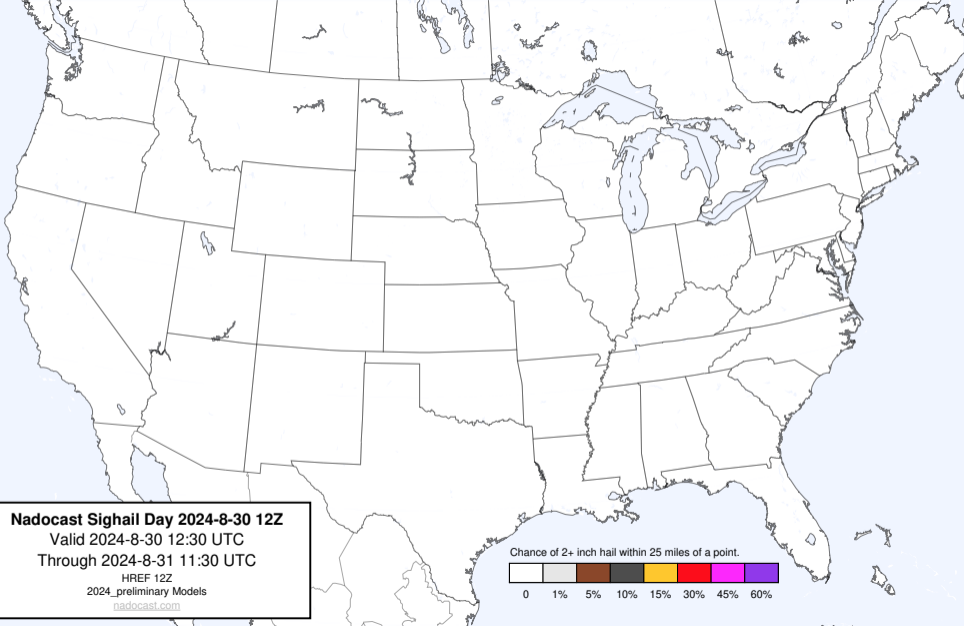 Nadocast Sighail Day 2024-8-30 12Z
Valid 2024-8-30 12:30 UTC
Through 2024-8-31 11:30 UTC
HREF 12Z
2024_preliminary Models
nadocast.com
Chance of 2+ inch hail within 25 miles of a point.
0 1% 5% 10% 15% 30% 45% 60%